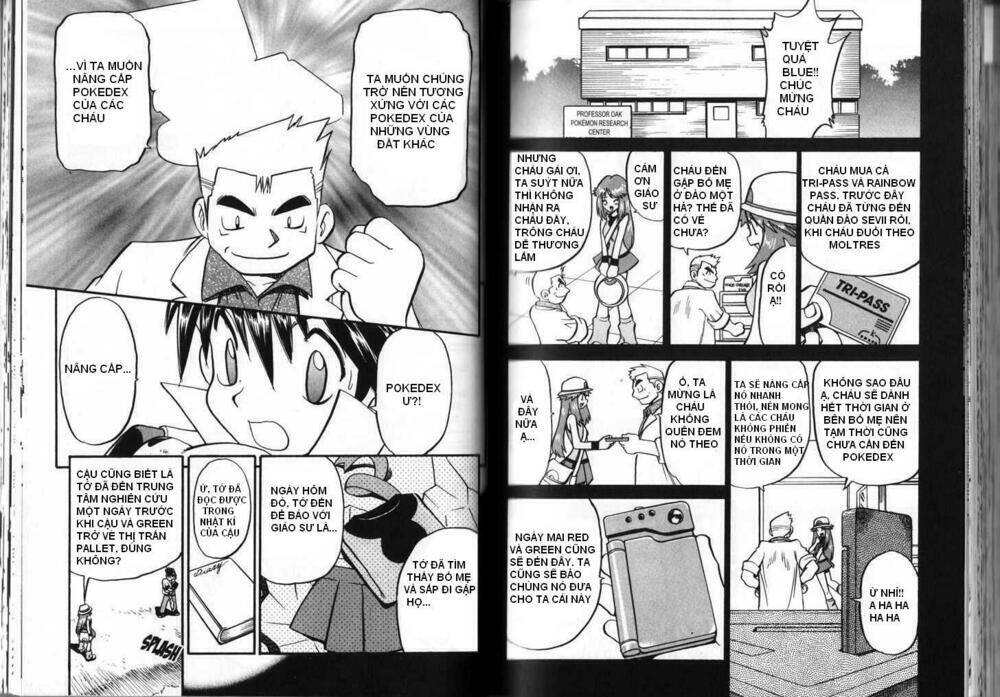 TUYỆT
QUÁ
BLUE!!
CHÚC
MỪNG
CHÁU
PROFESSOR OAK
POKÉMON RESEARCH
CENTER
CHÁU MUA CẢ
TRI-PASS VÀ RAINBOW
PASS. TRƯỚC ĐÂY
CHÁU ĐÃ TỪNG ĐẾN
QUẦN ĐẢO SEVII RỒI,
KHI CHÁU ĐUỔI THEO
MOLTRES
TRI-PASS
CHÁU ĐẾN
GẶP BỐ MẸ
Ở ĐẢO MỘT
HẢ? THẾ ĐÃ
CÓ VÉ
CHƯA?
CÓ
RỒI
Ạ!!
CÁM
ƠN
GIÁO
SƯ
NHƯNG
CHÁU GÁI ƠI,
TA SUÝT NỮA
THÌ KHÔNG
NHẬN RA
CHÁU ĐẤY,
TRÔNG CHÁU
DỄ THƯƠNG
LẮM
KHÔNG SAO ĐÂU
Ạ, CHÁU SẼ DÀNH
HẾT THỜI GIAN Ở
BÊN BỐ MẸ NÊN
TẠM THỜI CŨNG
CHƯA CẦN ĐẾN
POKEDEX
TA SẼ NÂNG CẤP
NÓ NHANH
THÔI, NÊN MONG
LÀ CÁC CHÁU
KHÔNG PHIỀN
NẾU KHÔNG CÓ
NÓ TRONG MỘT
THỜI GIAN
Ừ NHỈ!!
A HA HA
HA HA
Ồ, TA
MỪNG LÀ
CHÁU
KHÔNG
QUÊN ĐEM
NÓ THEO
VÀ
ĐÂY
NỮA
Ạ...
NGÀY MAI RED
VÀ GREEN CŨNG
SẼ ĐẾN ĐÂY. TA
CŨNG SẼ BẢO
CHÚNG NÓ ĐƯA
CHO TA CÁI NÀY
TA MUỐN CHÚNG
TRỞ NÊN TƯƠNG
XỨNG VỚI CÁC
POKEDEX CỦA
NHỮNG VÙNG
ĐẤT KHÁC
...VÌ TA MUỐN
NÂNG CẤP
POKEDEX
CỦA CÁC
CHÁU
POKEDEX
Ư?!
NÂNG CẤP...
TỚ ĐÃ TÌM
THẤY BỐ MẸ
VÀ SẮP ĐI GẶP
HỌ...
NGÀY HÔM
ĐÓ, TỚ ĐẾN
ĐỂ BẢO VỚI
GIÁO SƯ LÀ...
Ừ, TỚ ĐÃ
ĐỌC ĐƯỢC
TRONG
NHẬT KÍ
CỦA CẬU
Diary
CẬU CŨNG BIẾT LÀ
TỚ ĐÃ ĐẾN TRUNG
TÂM NGHIÊN CỨU
MỘT NGÀY TRƯỚC
KHI CẬU VÀ GREEN
TRỞ VỀ THỊ TRẤN
PALLET, ĐÚNG
KHÔNG?
SPLASH